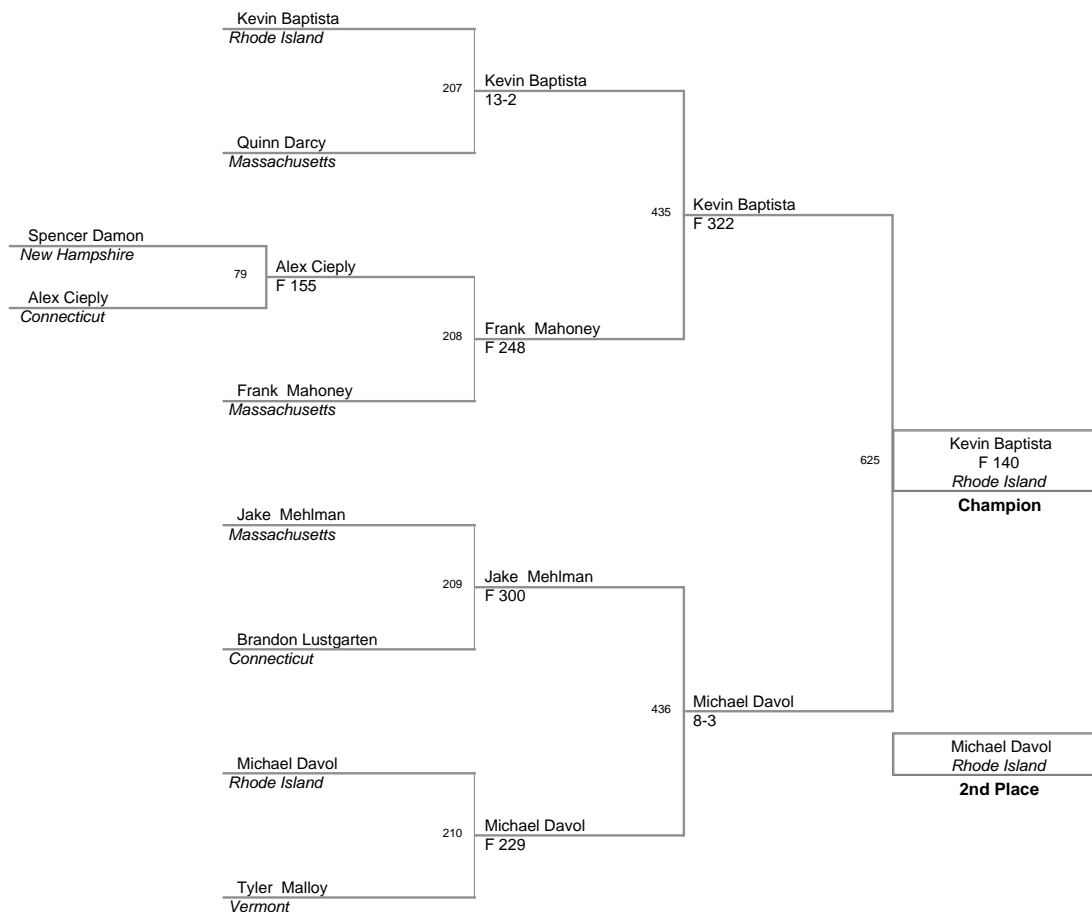 Kevin Baptista
Rhode Island
207
Kevin Baptista
13-2
Quinn Darcy
Massachusetts
435
Kevin Baptista
F 322
Spencer Damon
New Hampshire
79
Alex Cieply
F 155
Alex Cieply
Connecticut
208
Frank Mahoney
F 248
Frank Mahoney
Massachusetts
625
Kevin Baptista
F 140
Rhode Island
Champion
Jake Mehlman
Massachusetts
209
Jake Mehlman
F 300
Brandon Lustgarten
Connecticut
436
Michael Davol
8-3
Michael Davol
Rhode Island
2nd Place
Michael Davol
Rhode Island
210
Michael Davol
F 229
Tyler Malloy
Vermont